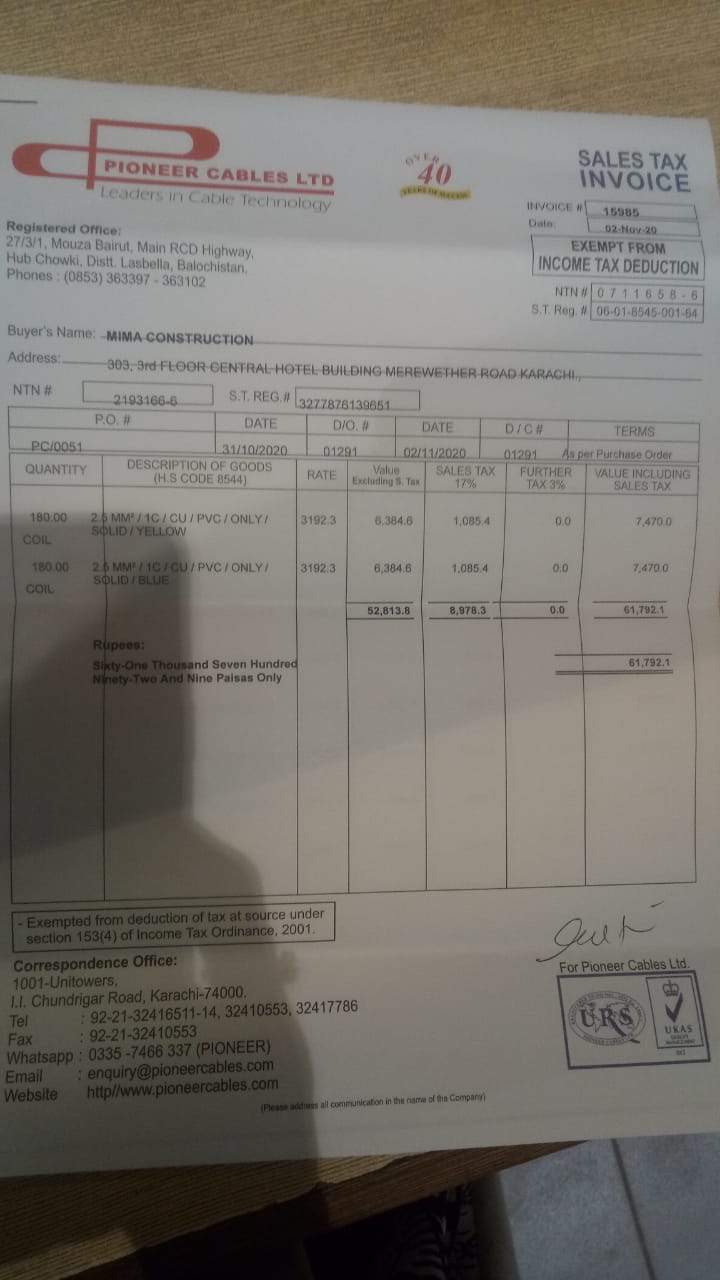 PIONEER CABLES LTD
Leaders in Cable Technology
OVER
40
YEARS OF
SALES TAX
INVOICE
INVOICE # 15985
Date: 02-Nov-20
EXEMPT FROM
INCOME TAX DEDUCTION
NTN # 0711658-6
S.T. Reg. # 06-01-8545-001-64
Registered Office:
27/3/1, Mouza Bairut, Main RCD Highway,
Hub Chowki, Distt. Lasbella, Balochistan.
Phones : (0853) 363397 - 363102
Buyer's Name: MIMA CONSTRUCTION
Address: 303, 3rd FLOOR CENTRAL HOTEL BUILDING MEREWETHER ROAD KARACHI.,
NTN # 2193166-6 S.T. REG.# 3277876139651
P.O. # DATE D/O. # DATE D/C # TERMS
PC/0051 31/10/2020 01291 02/11/2020 01291 As per Purchase Order
QUANTITY DESCRIPTION OF GOODS (H.S CODE 8544) RATE Value Excluding S. Tax SALES TAX 17% FURTHER TAX 3% VALUE INCLUDING SALES TAX
180.00 2.5 MM² / 1C / CU / PVC / ONLY / 3192.3 6,384.6 1,085.4 0.0 7,470.0
SOLID / YELLOW
COIL
180.00 2.5 MM² / 1C / CU / PVC / ONLY / 3192.3 6,384.6 1,085.4 0.0 7,470.0
SOLID / BLUE
COIL
52,813.8 8,978.3 0.0 61,792.1
Rupees:
Sixty-One Thousand Seven Hundred 61,792.1
Ninety-Two And Nine Paisas Only
- Exempted from deduction of tax at source under
section 153(4) of Income Tax Ordinance, 2001.
For Pioneer Cables Ltd.
URS
UKAS
QUALITY
MANAGEMENT
Correspondence Office:
1001-Unitowers,
I.I. Chundrigar Road, Karachi-74000.
Tel : 92-21-32416511-14, 32410553, 32417786
Fax : 92-21-32410553
Whatsapp : 0335 -7466 337 (PIONEER)
Email : enquiry@pioneercables.com
Website http//www.pioneercables.com
(Please address all communication in the name of the Company)